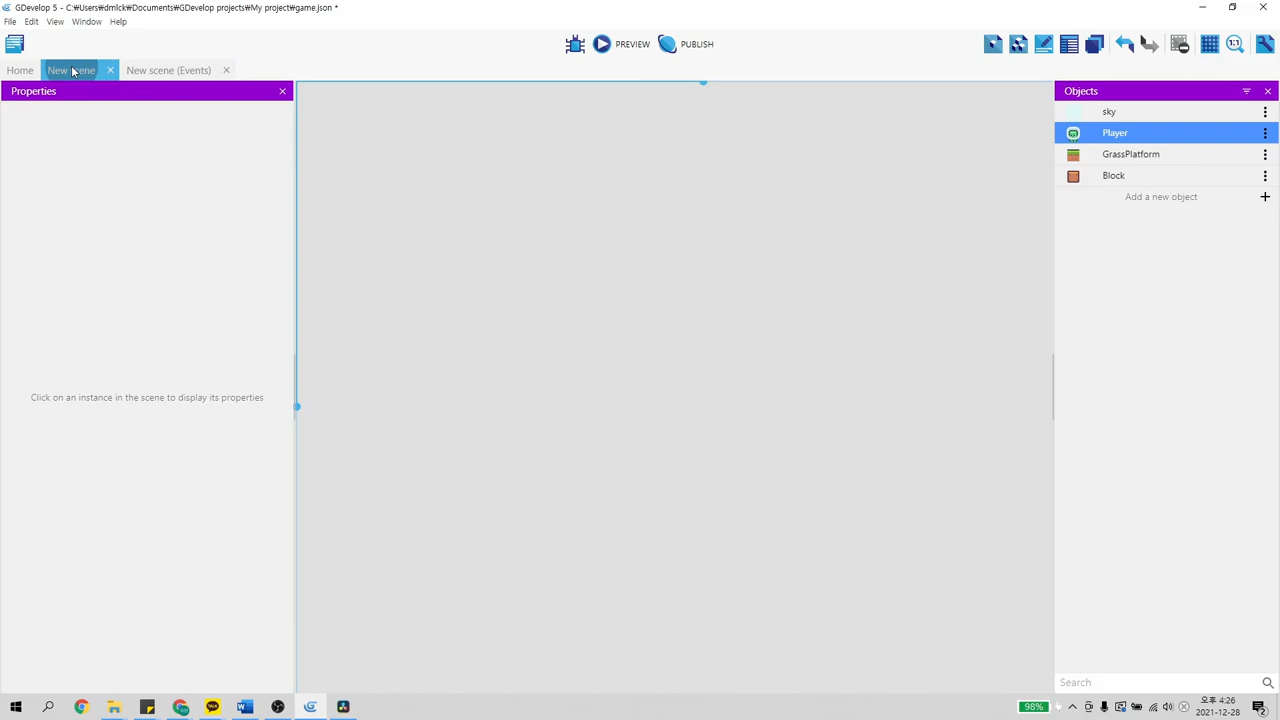 GDevelop 5 - C:₩Users₩dmlck₩Documents₩GDevelop projects₩My project₩game.json *
File Edit View Window Help
PREVIEW PUBLISH
Home New scene New scene (Events)
Properties
Click on an instance in the scene to display its properties
Objects
sky
Player
GrassPlatform
Block
Add a new object
Search
98%
오후 4:26
2021-12-28